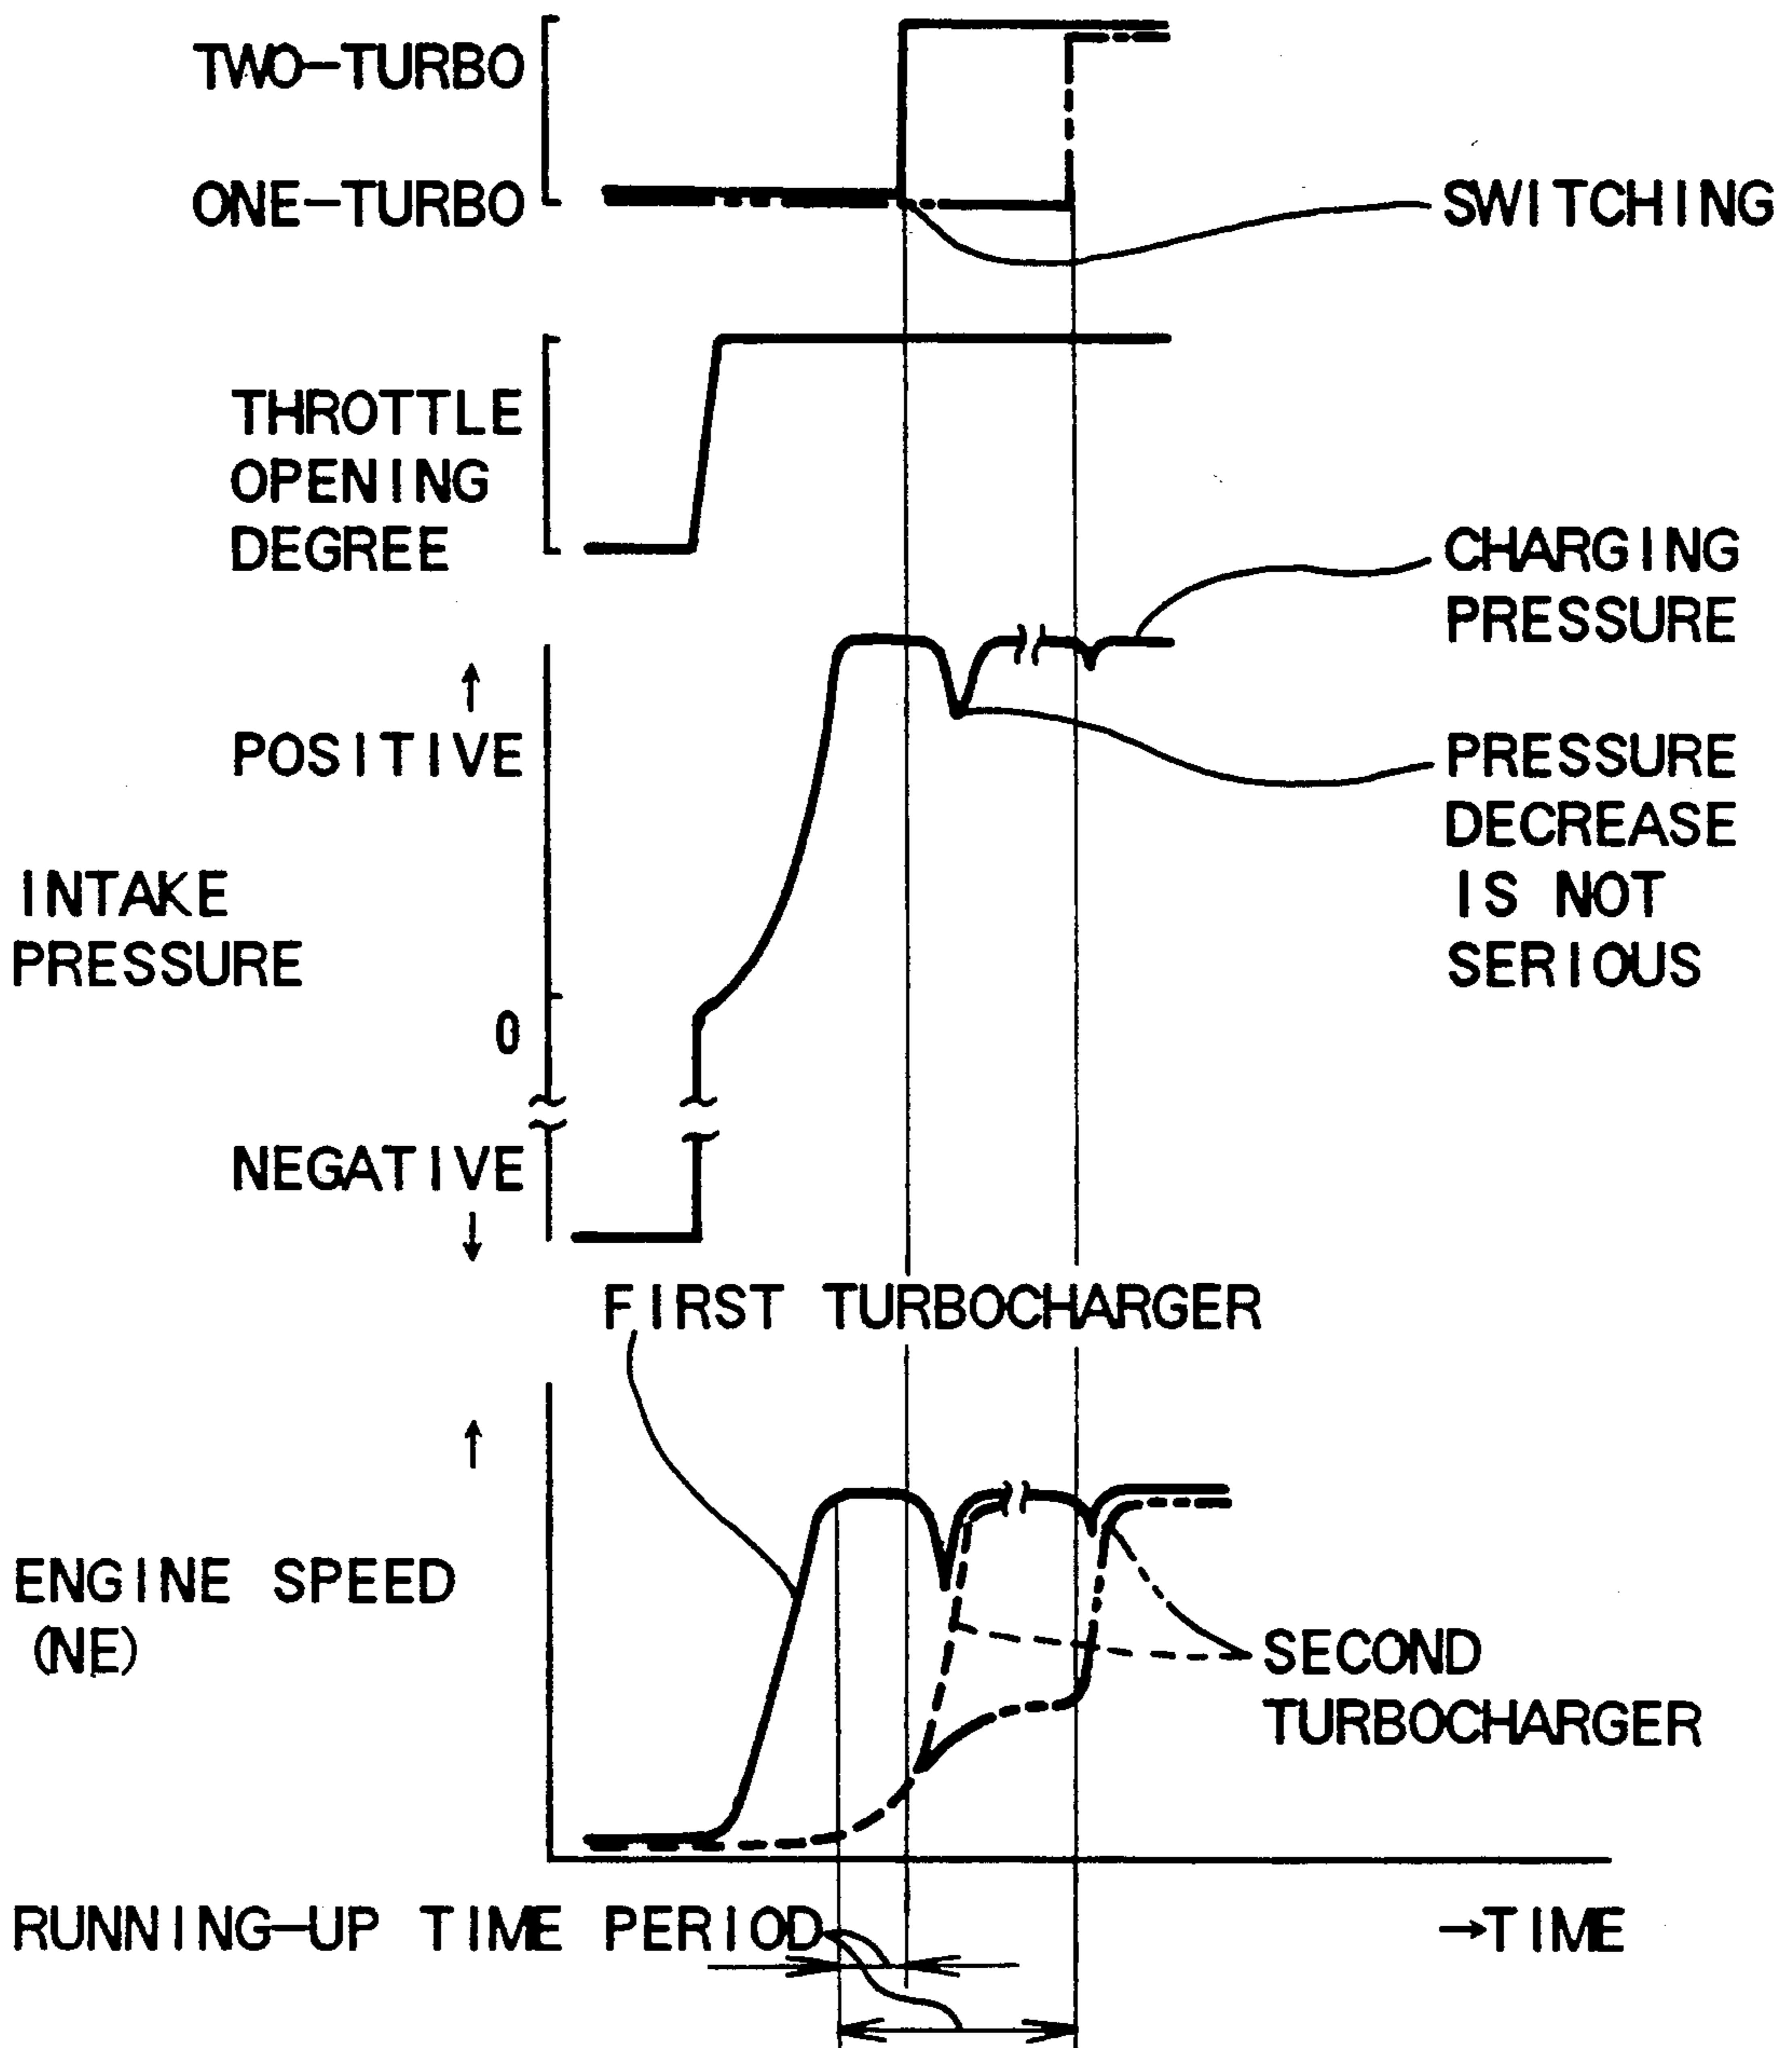 TWO-TURBO
ONE-TURBO
SWITCHING
THROTTLE
OPENING
DEGREE
CHARGING
PRESSURE
↑
POSITIVE
PRESSURE
DECREASE
IS NOT
SERIOUS
INTAKE
PRESSURE
0
NEGATIVE
↓
FIRST TURBOCHARGER
↑
ENGINE SPEED
(NE)
SECOND
TURBOCHARGER
RUNNING-UP TIME PERIOD
→TIME